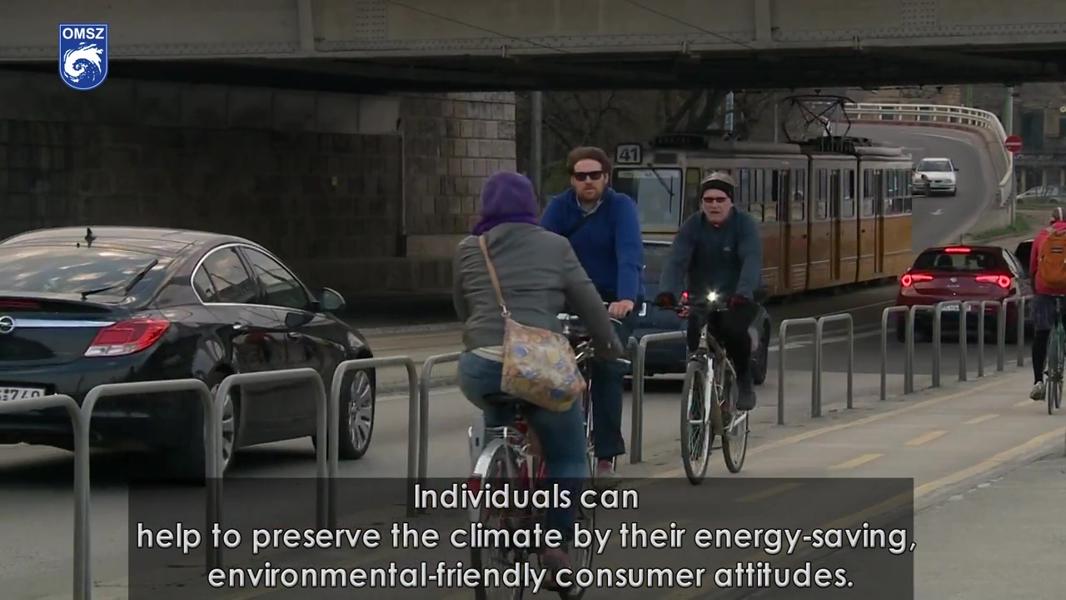 OMSZ
41
Individuals can
help to preserve the climate by their energy-saving,
environmental-friendly consumer attitudes.